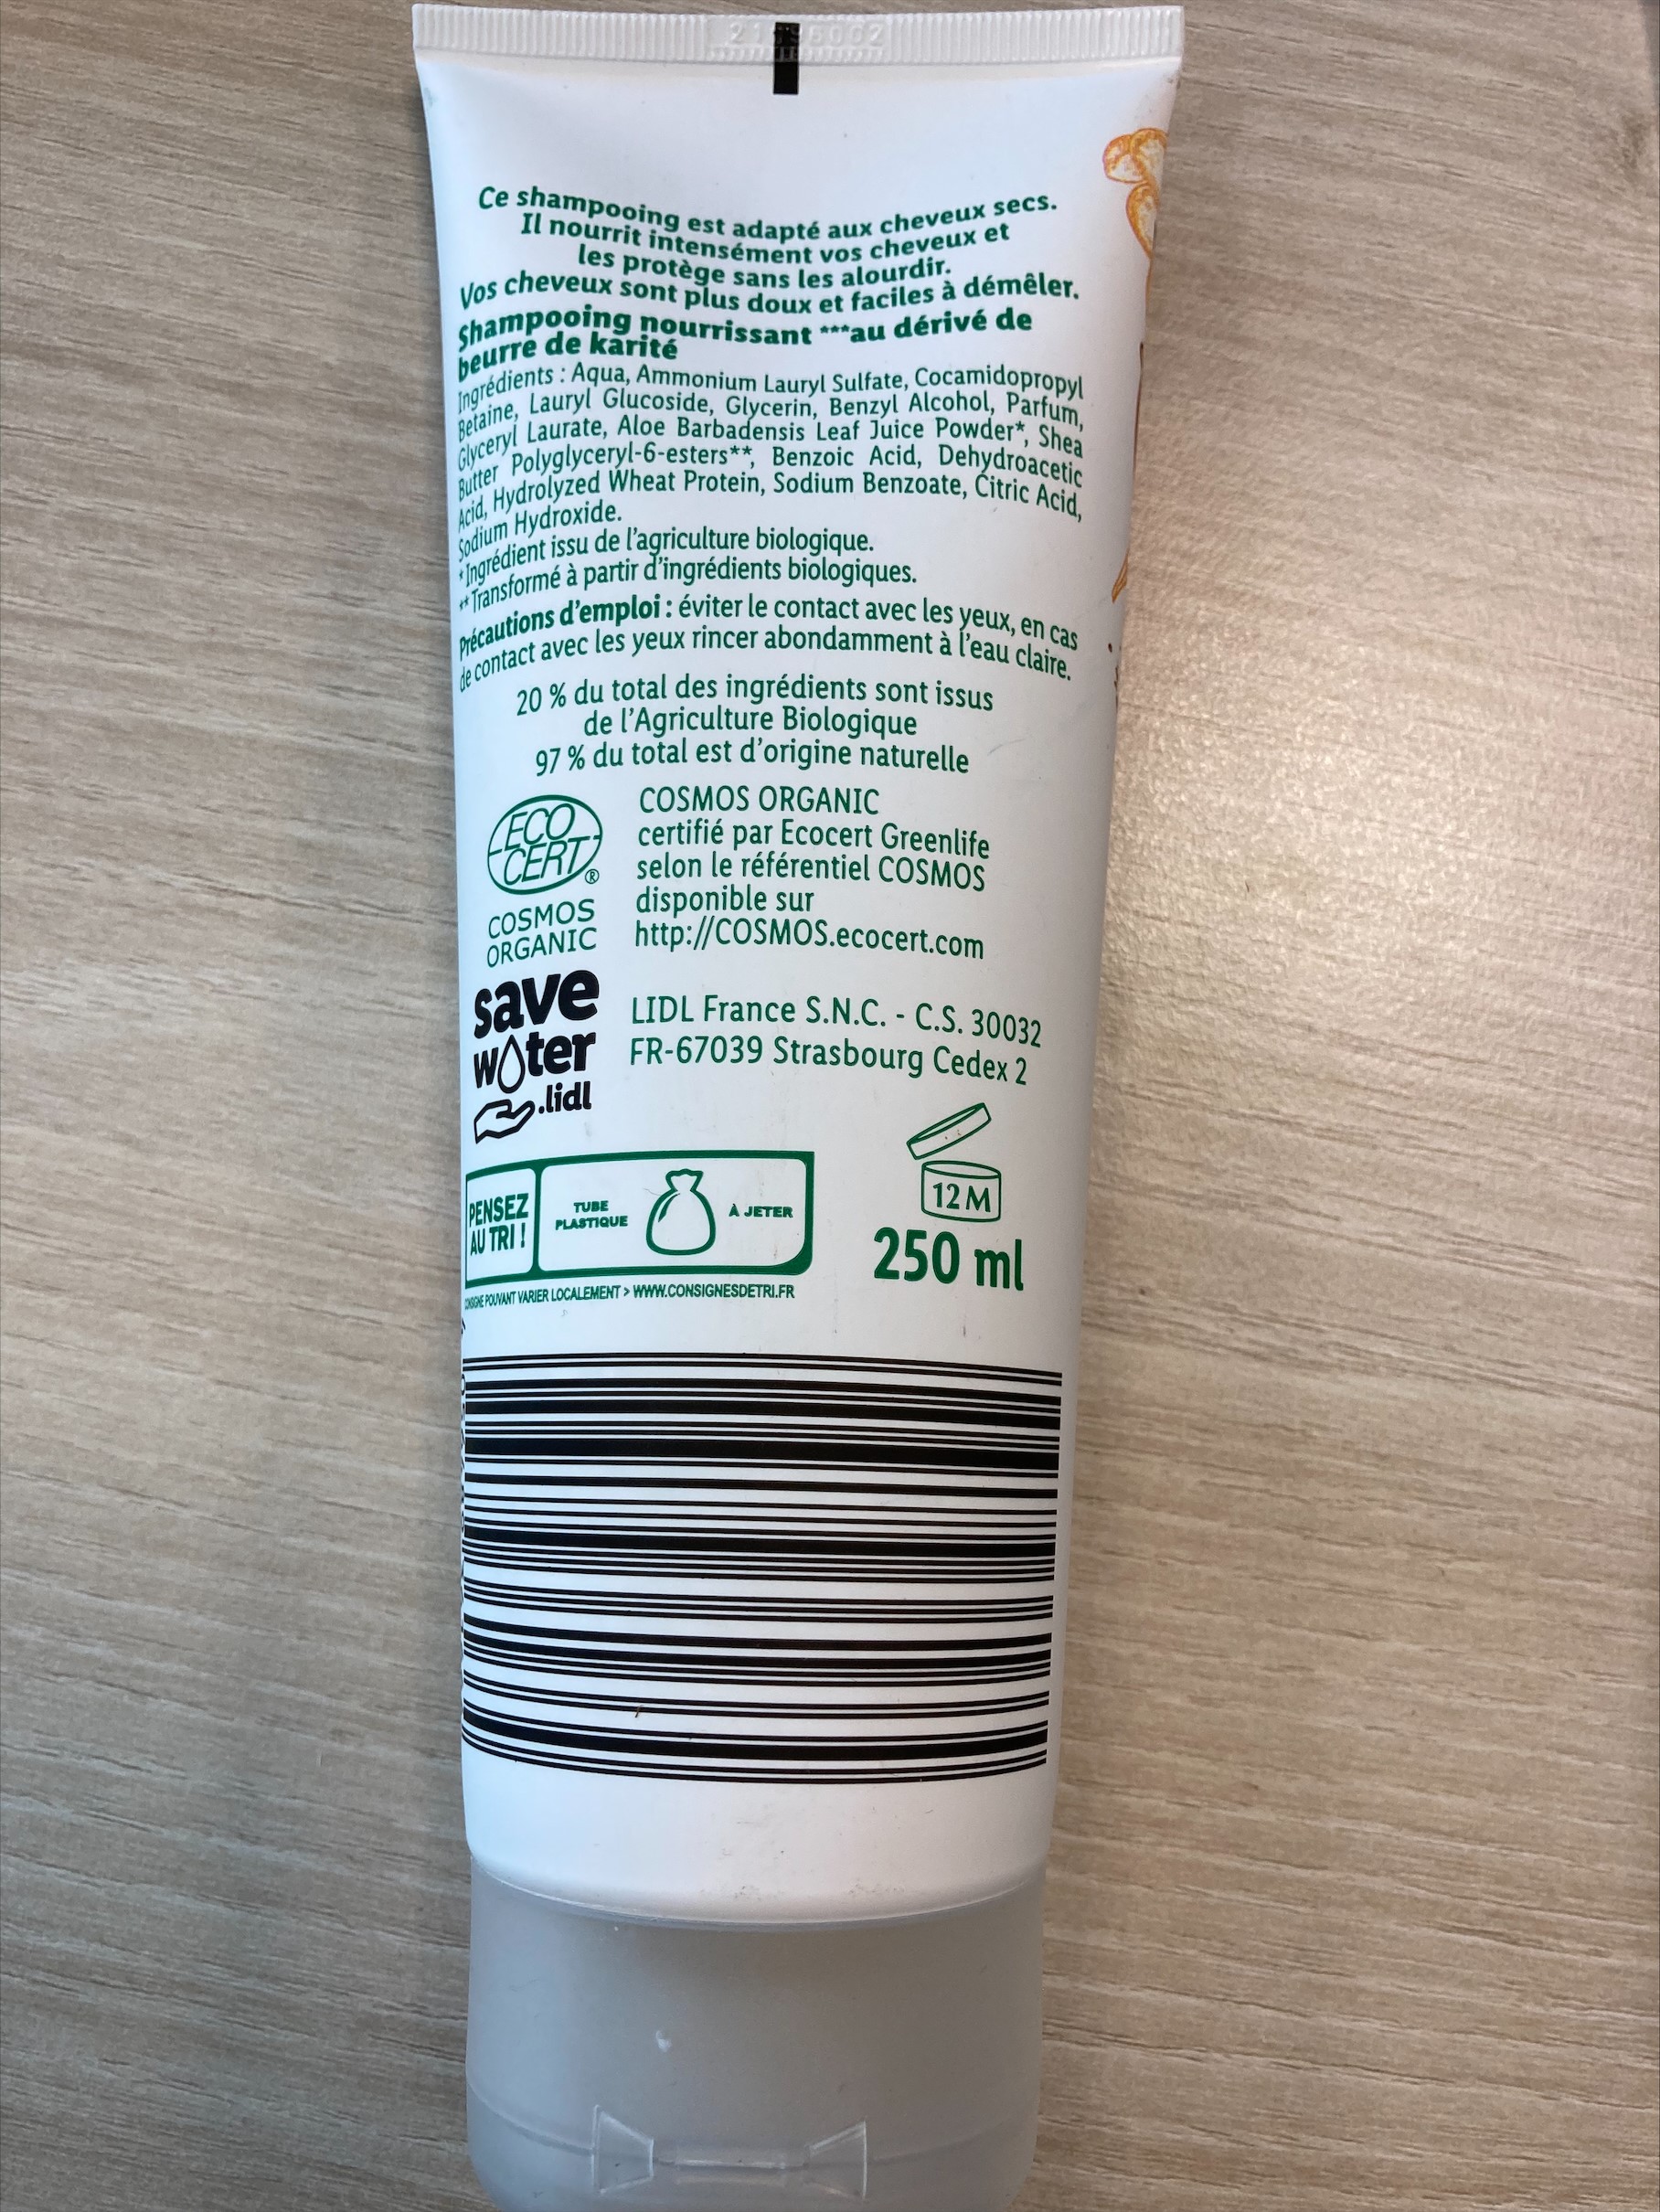 Ce shampooing est adapté aux cheveux secs.
Il nourrit intensément vos cheveux et
les protège sans les alourdir.
Vos cheveux sont plus doux et faciles à démêler.
Shampooing nourrissant ***au dérivé de
beurre de karité
Ingrédients : Aqua, Ammonium Lauryl Sulfate, Cocamidopropyl
Betaine, Lauryl Glucoside, Glycerin, Benzyl Alcohol, Parfum,
Glyceryl Laurate, Aloe Barbadensis Leaf Juice Powder*, Shea
Butter Polyglyceryl-6-esters**, Benzoic Acid, Dehydroacetic
Acid, Hydrolyzed Wheat Protein, Sodium Benzoate, Citric Acid,
Sodium Hydroxide.
*Ingrédient issu de l'agriculture biologique.
**Transformé à partir d'ingrédients biologiques.
Précautions d'emploi : éviter le contact avec les yeux, en cas
de contact avec les yeux rincer abondamment à l'eau claire.
20 % du total des ingrédients sont issus
de l'Agriculture Biologique
97 % du total est d'origine naturelle
ECO
CERT
®
COSMOS
ORGANIC
COSMOS ORGANIC
certifié par Ecocert Greenlife
selon le référentiel COSMOS
disponible sur
http://COSMOS.ecocert.com
save
water
.lidl
LIDL France S.N.C. - C.S. 30032
FR-67039 Strasbourg Cedex 2
PENSEZ
AU TRI !
TUBE
PLASTIQUE
À JETER
CONSIGNE POUVANT VARIER LOCALEMENT > WWW.CONSIGNESDETRI.FR
12 M
250 ml